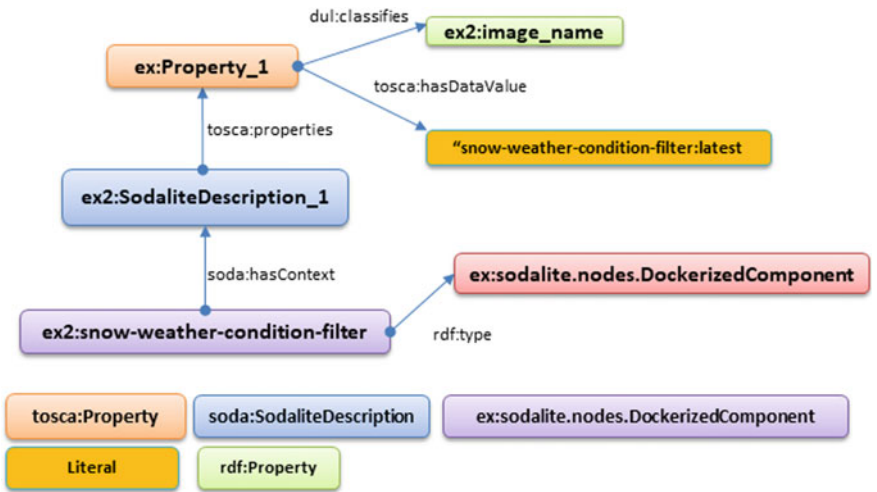 dul:classifies
ex2:image_name
ex:Property_1
tosca:hasDataValue
tosca:properties
“snow-weather-condition-filter:latest
ex2:SodaliteDescription_1
soda:hasContext
ex:sodalite.nodes.DockerizedComponent
ex2:snow-weather-condition-filter
rdf:type
tosca:Property
soda:SodaliteDescription
ex:sodalite.nodes.DockerizedComponent
Literal
rdf:Property